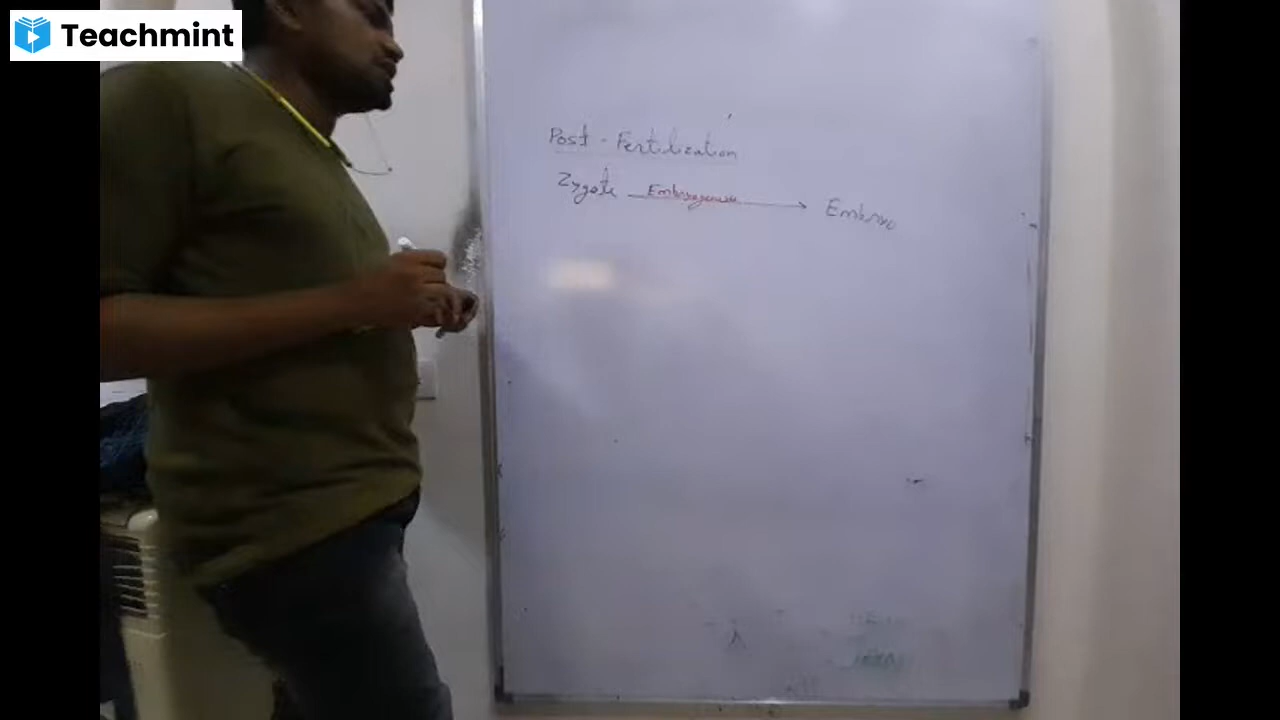 Teachmint
Post - Fertilization
Zygote Embryogenesis → Embryo